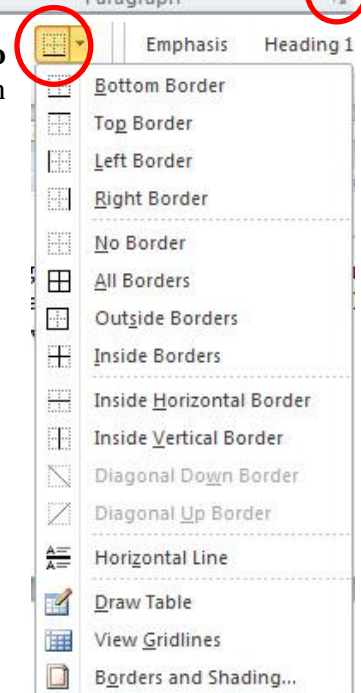 Paragraph
Emphasis Heading 1
Bottom Border
Top Border
Left Border
Right Border
No Border
All Borders
Outside Borders
Inside Borders
Inside Horizontal Border
Inside Vertical Border
Diagonal Down Border
Diagonal Up Border
Horizontal Line
Draw Table
View Gridlines
Borders and Shading...